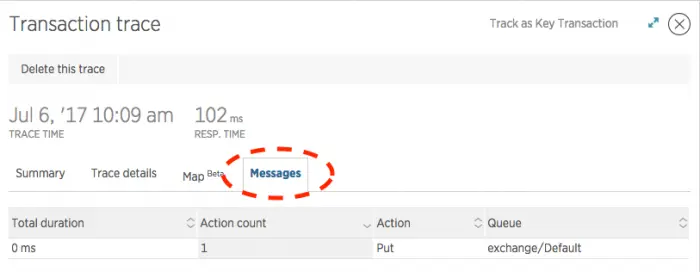 Transaction trace
Track as Key Transaction
Delete this trace
Jul 6, '17 10:09 am
102 ms
TRACE TIME
RESP. TIME
Summary
Trace details
Map Beta
Messages
Total duration
Action count
Action
Queue
0 ms
1
Put
exchange/Default